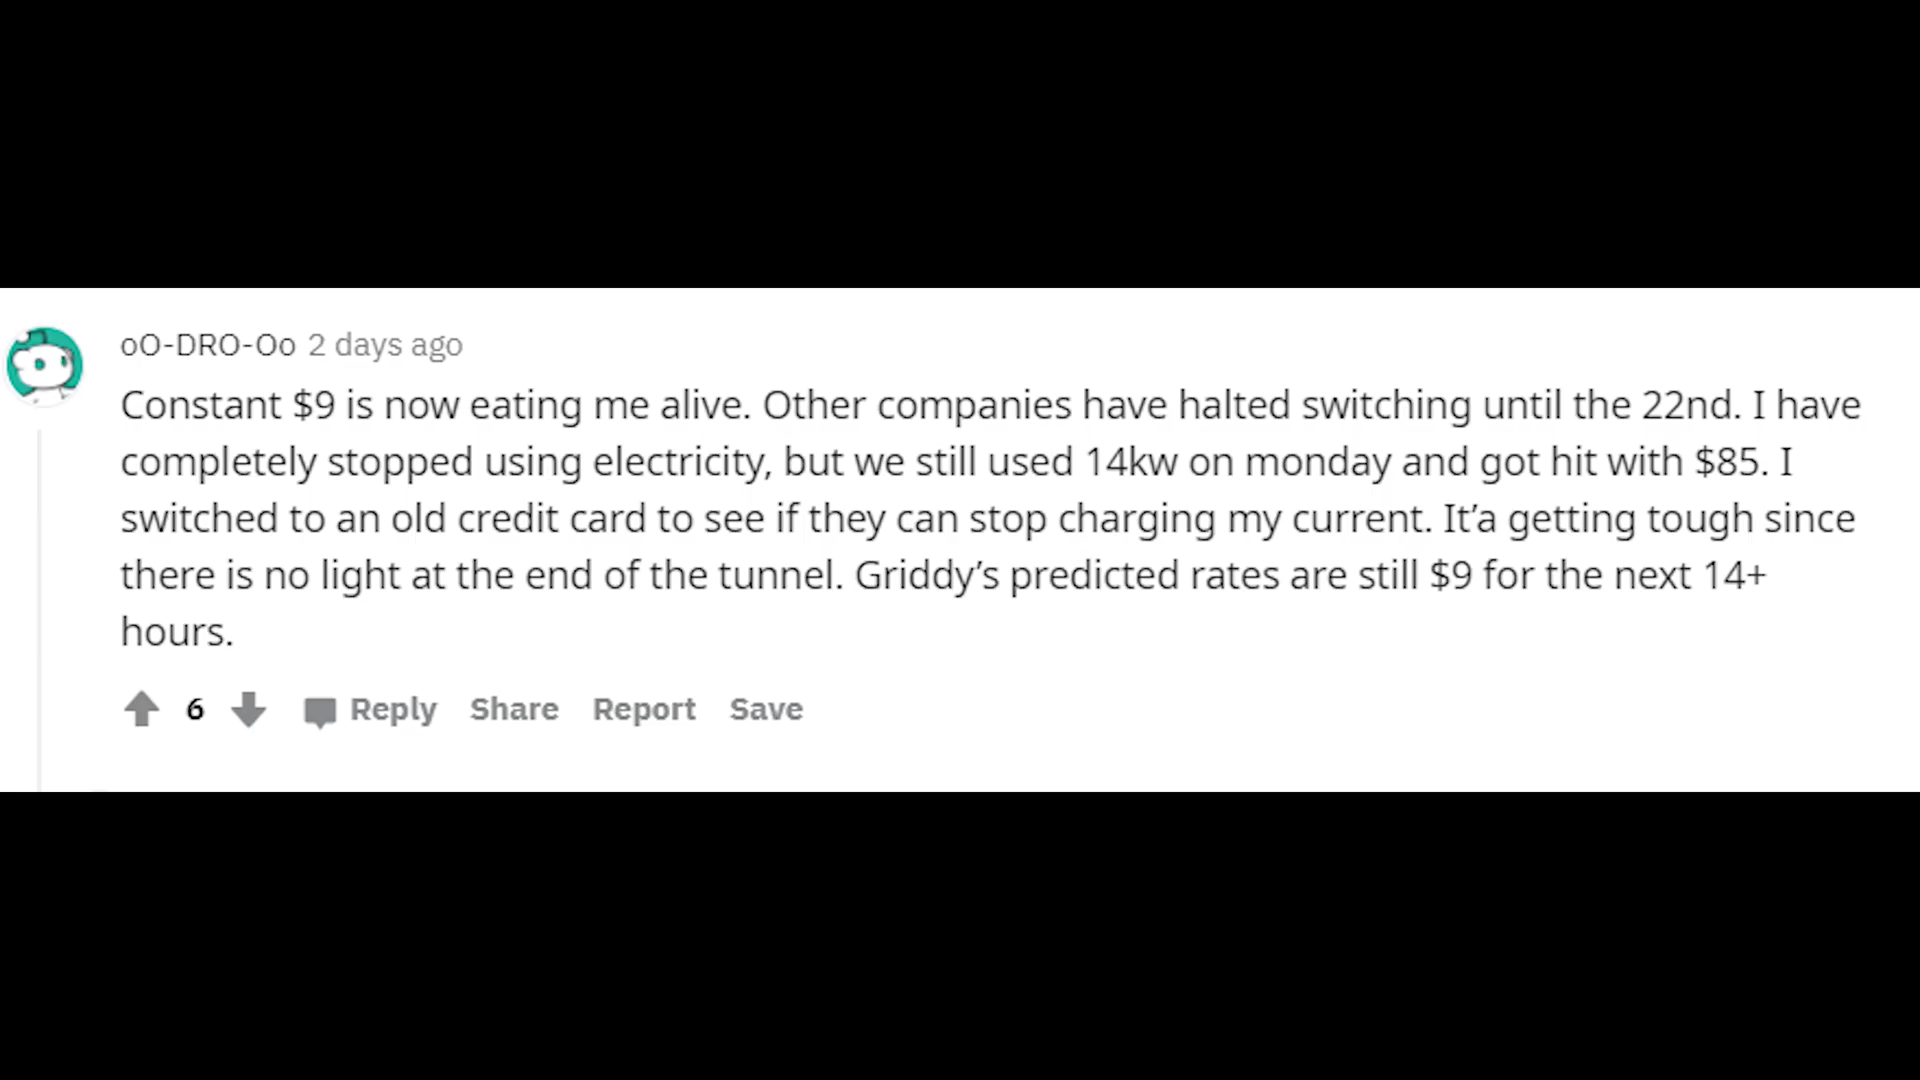 oO-DRO-Oo 2 days ago
Constant $9 is now eating me alive. Other companies have halted switching until the 22nd. I have
completely stopped using electricity, but we still used 14kw on monday and got hit with $85. I
switched to an old credit card to see if they can stop charging my current. It’a getting tough since
there is no light at the end of the tunnel. Griddy’s predicted rates are still $9 for the next 14+
hours.
6 Reply Share Report Save